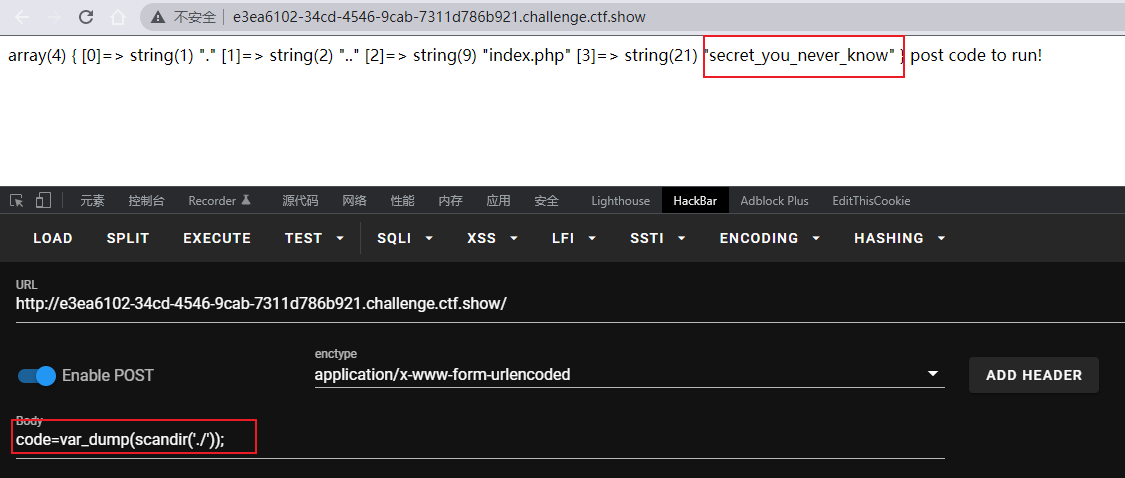 不安全 | e3ea6102-34cd-4546-9cab-7311d786b921.challenge.ctf.show
array(4) { [0]=> string(1) "." [1]=> string(2) ".." [2]=> string(9) "index.php" [3]=> string(21) "secret_you_never_know" } post code to run!
元素 控制台 Recorder 源代码 网络 性能 内存 应用 安全 Lighthouse HackBar Adblock Plus EditThisCookie
LOAD SPLIT EXECUTE TEST SQLI XSS LFI SSTI ENCODING HASHING
URL
http://e3ea6102-34cd-4546-9cab-7311d786b921.challenge.ctf.show/
enctype
Enable POST application/x-www-form-urlencoded ADD HEADER
Body
code=var_dump(scandir('./'));